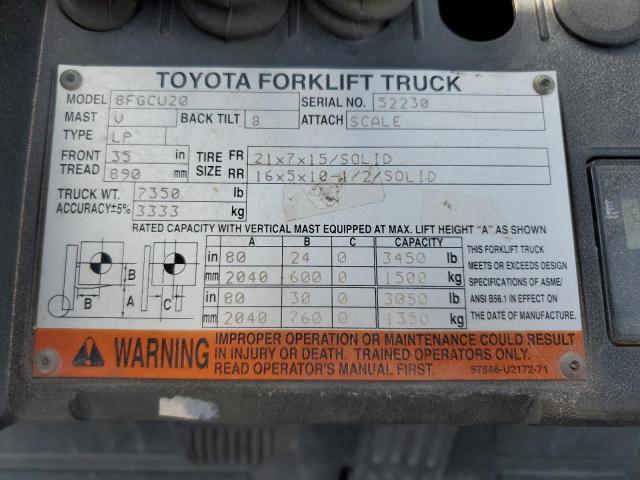 TOYOTA FORKLIFT TRUCK
MODEL 8FGCU20 SERIAL NO. 52230
MAST V BACK TILT 8 ATTACH SCALE
TYPE LP
FRONT 35 in TIRE FR 21x7x15/SOLID
TREAD 890 mm SIZE RR 16x5x10-1/2/SOLID
TRUCK WT. 7350 lb
ACCURACY±5% 3333 kg
RATED CAPACITY WITH VERTICAL MAST EQUIPPED AT MAX. LIFT HEIGHT "A" AS SHOWN
A B C CAPACITY
in 80 24 0 3450 lb
mm 2040 600 0 1500 kg
in 80 30 0 3050 lb
mm 2040 760 0 1350 kg
B B A C
THIS FORKLIFT TRUCK
MEETS OR EXCEEDS DESIGN
SPECIFICATIONS OF ASME/
ANSI B56.1 IN EFFECT ON
THE DATE OF MANUFACTURE.
WARNING
IMPROPER OPERATION OR MAINTENANCE COULD RESULT
IN INJURY OR DEATH. TRAINED OPERATORS ONLY.
READ OPERATOR'S MANUAL FIRST.
57846-U2172-71